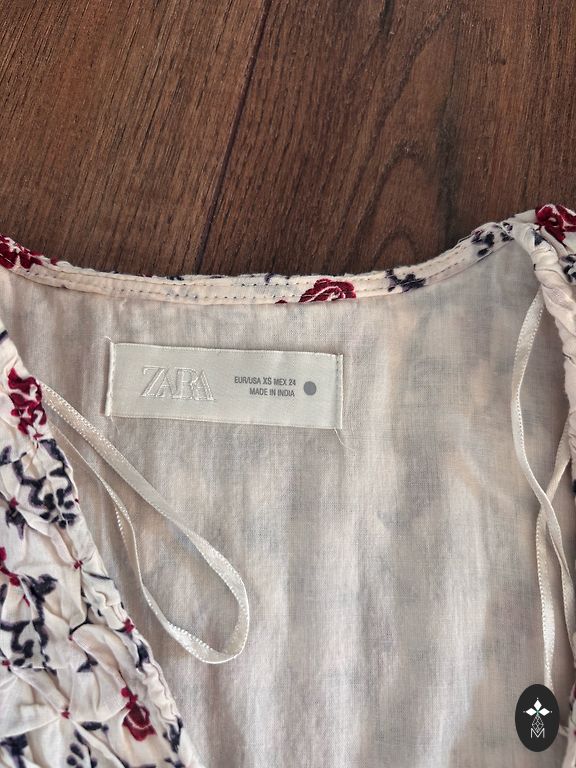 ZARA
EUR/USA XS MEX 24
MADE IN INDIA
M